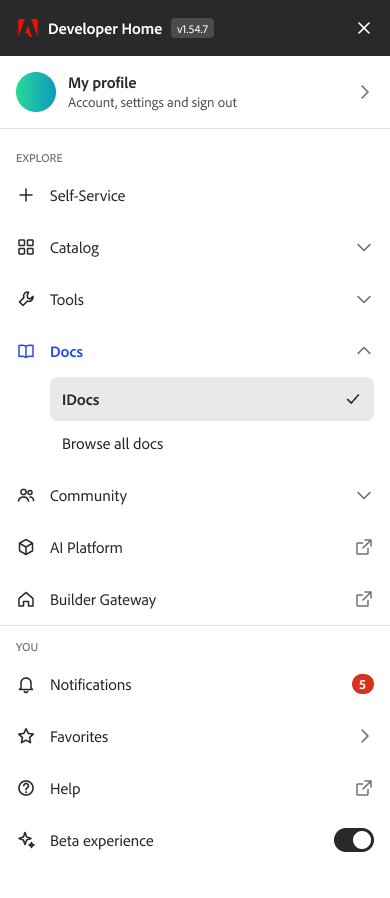 Developer Home v1.54.7
My profile
Account, settings and sign out
EXPLORE
Self-Service
Catalog
Tools
Docs
IDocs
Browse all docs
Community
AI Platform
Builder Gateway
YOU
Notifications 5
Favorites
Help
Beta experience